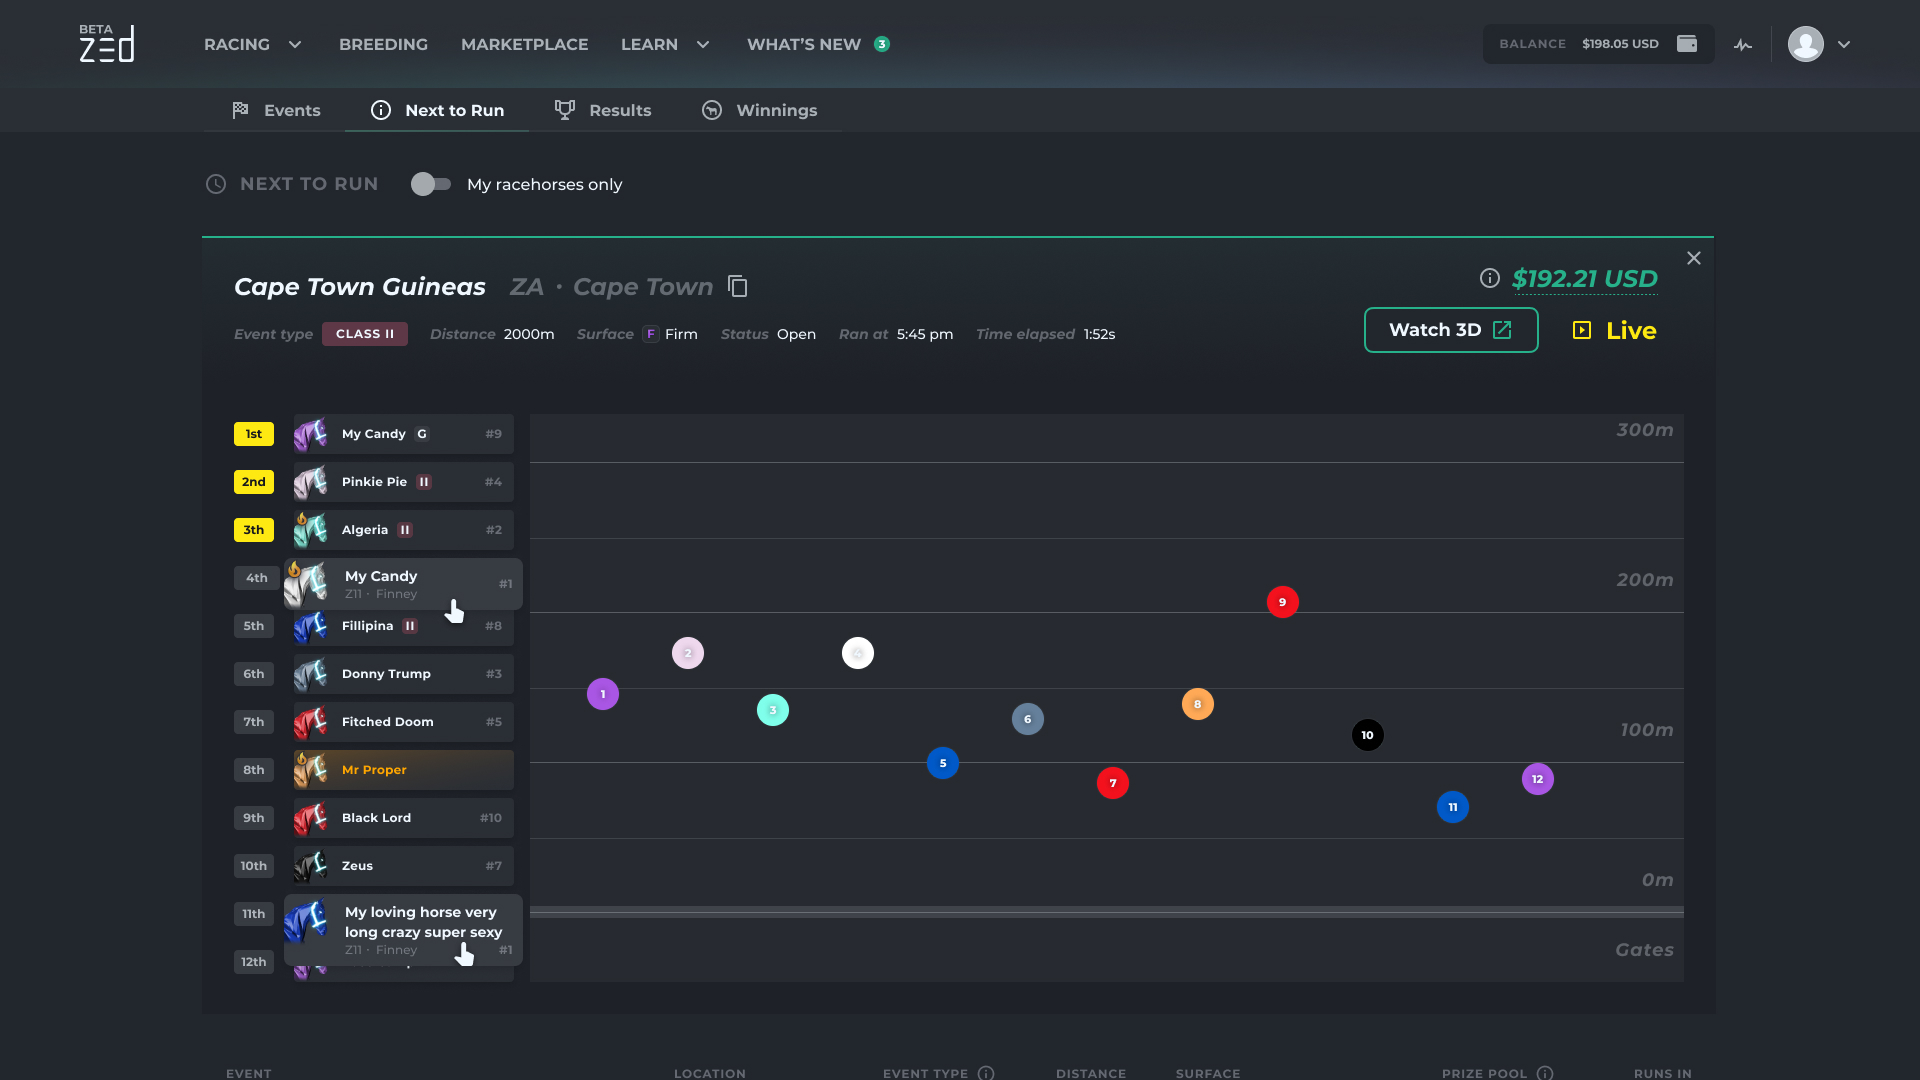 BETA
zed
RACING
BREEDING
MARKETPLACE
LEARN
WHAT'S NEW 3
BALANCE $198.05 USD
Events
Next to Run
Results
Winnings
NEXT TO RUN
My racehorses only
Cape Town Guineas ZA · Cape Town
$192.21 USD
Event type CLASS II Distance 2000m Surface F Firm Status Open Ran at 5:45 pm Time elapsed 1:52s
Watch 3D
Live
1st My Candy G #9
2nd Pinkie Pie II #4
3th Algeria II #2
4th My Candy #1
Z11 · Finney
5th Fillipina II #8
6th Donny Trump #3
7th Fitched Doom #5
8th Mr Proper
9th Black Lord #10
10th Zeus #7
11th My loving horse very
long crazy super sexy
Z11 · Finney #1
12th
300m
200m
9
2
4
1
3
8
6
100m
10
5
7
12
11
0m
Gates
EVENT LOCATION EVENT TYPE DISTANCE SURFACE PRIZE POOL RUNS IN